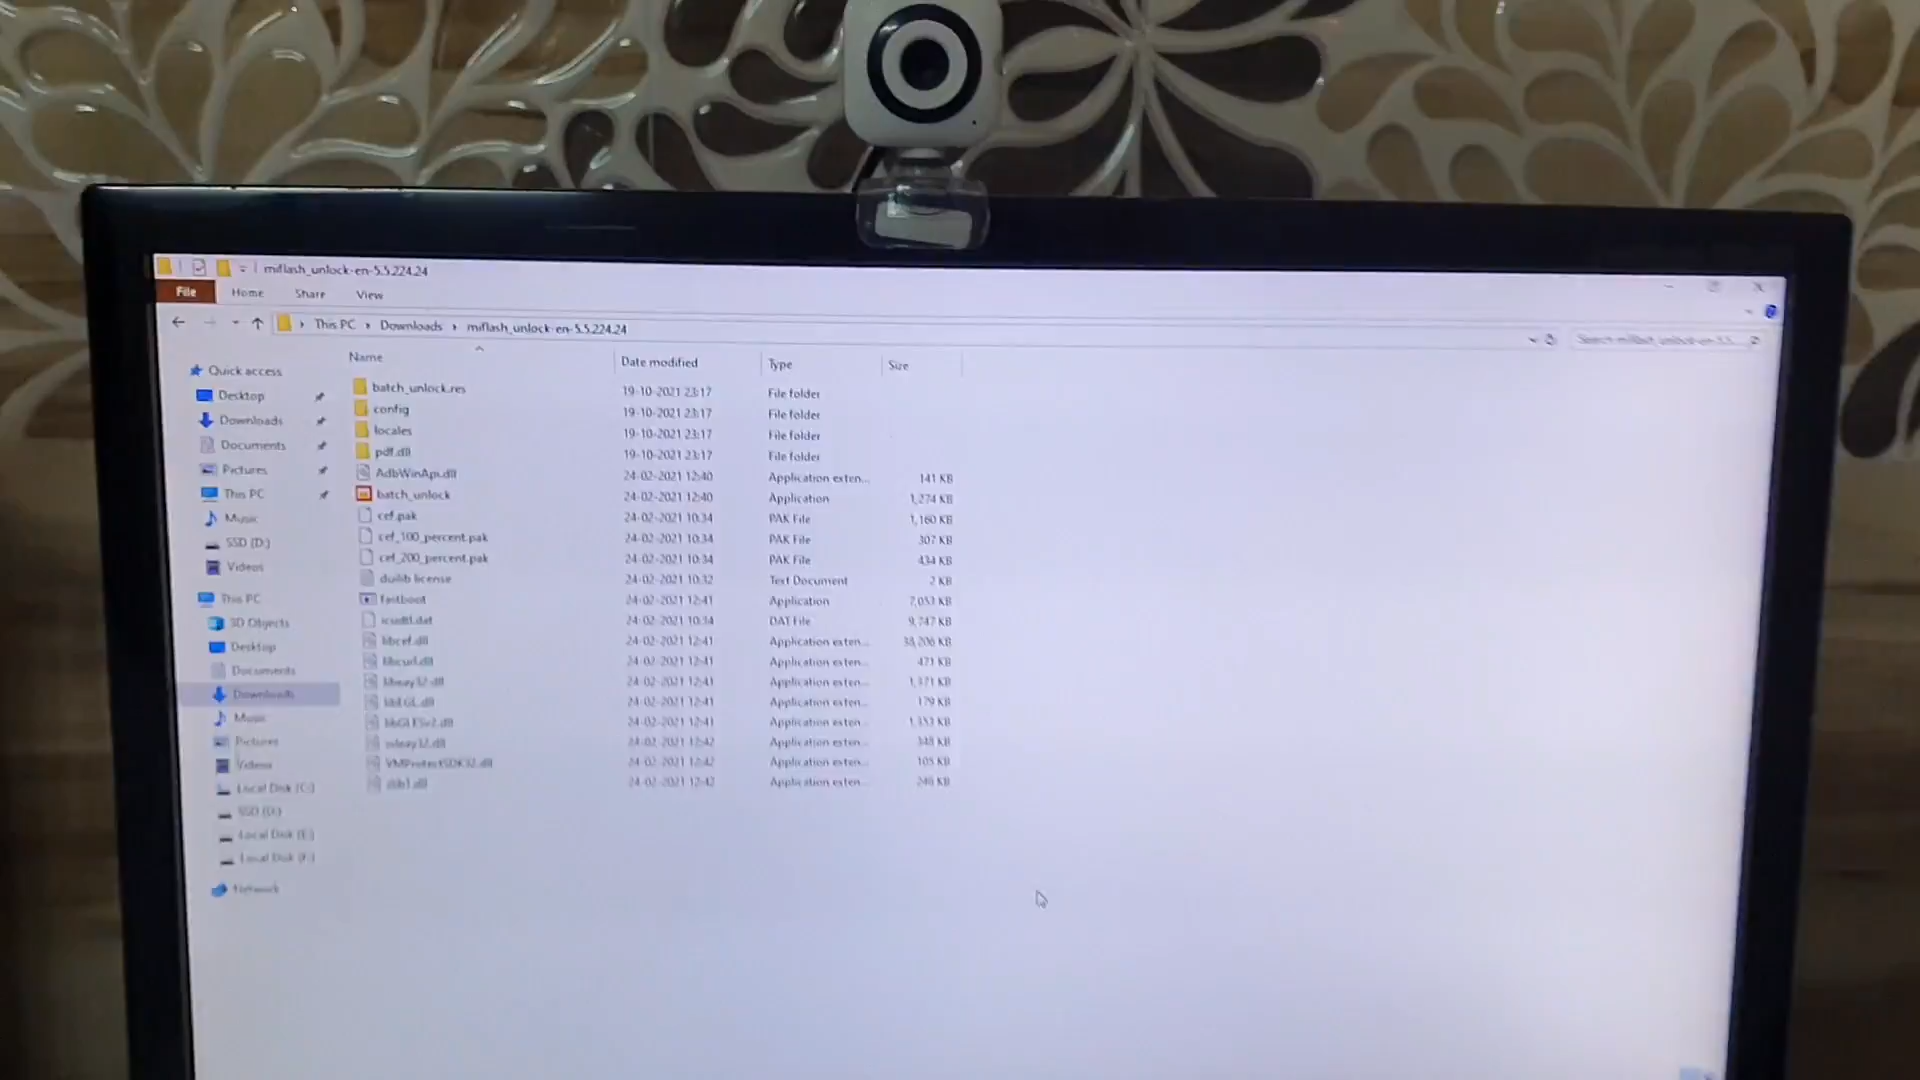 miflash_unlock-en-5.5.224.24
File Home Share View
This PC Downloads miflash_unlock-en-5.5.224.24
Search miflash_unlock-en-5.5...
Name Date modified Type Size
Quick access
Desktop
Downloads
Documents
Pictures
This PC
Music
SSD (D:)
Videos
This PC
3D Objects
Desktop
Documents
Downloads
Music
Pictures
Videos
Local Disk (C:)
SSD (D:)
Local Disk (E:)
Local Disk (F:)
Network
batch_unlock.res 19-10-2021 23:17 File folder
config 19-10-2021 23:17 File folder
locales 19-10-2021 23:17 File folder
pdf.dll 19-10-2021 23:17 File folder
AdbWinApi.dll 24-02-2021 12:40 Application exten... 141 KB
batch_unlock 24-02-2021 12:40 Application 1,274 KB
cef.pak 24-02-2021 10:34 PAK File 1,160 KB
cef_100_percent.pak 24-02-2021 10:34 PAK File 307 KB
cef_200_percent.pak 24-02-2021 10:34 PAK File 434 KB
duilib license 24-02-2021 10:32 Text Document 2 KB
fastboot 24-02-2021 12:41 Application 7,053 KB
icudtl.dat 24-02-2021 10:34 DAT File 9,747 KB
libcef.dll 24-02-2021 12:41 Application exten... 38,206 KB
libcurl.dll 24-02-2021 12:41 Application exten... 471 KB
libeay32.dll 24-02-2021 12:41 Application exten... 1,371 KB
libEGL.dll 24-02-2021 12:41 Application exten... 179 KB
libGLESv2.dll 24-02-2021 12:41 Application exten... 1,353 KB
ssleay32.dll 24-02-2021 12:42 Application exten... 348 KB
VMProtectSDK32.dll 24-02-2021 12:42 Application exten... 105 KB
zlib1.dll 24-02-2021 12:42 Application exten... 246 KB